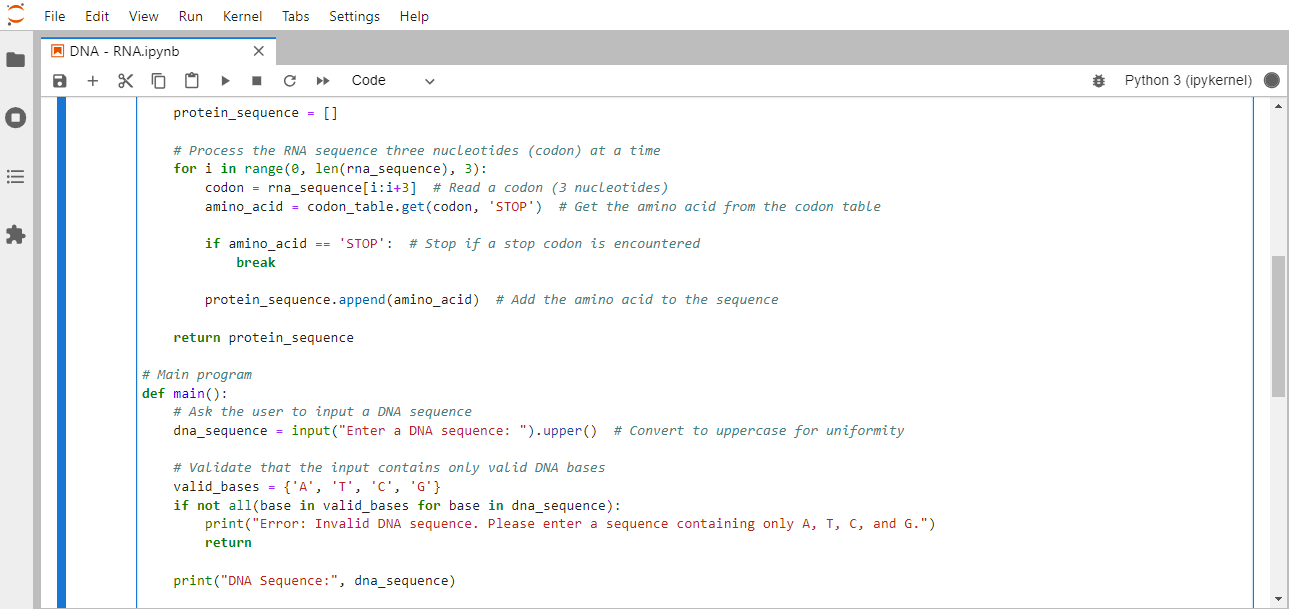 File Edit View Run Kernel Tabs Settings Help
DNA - RNA.ipynb
Code Python 3 (ipykernel)
protein_sequence = []
# Process the RNA sequence three nucleotides (codon) at a time
for i in range(0, len(rna_sequence), 3):
codon = rna_sequence[i:i+3]  # Read a codon (3 nucleotides)
amino_acid = codon_table.get(codon, 'STOP')  # Get the amino acid from the codon table
if amino_acid == 'STOP':  # Stop if a stop codon is encountered
break
protein_sequence.append(amino_acid)  # Add the amino acid to the sequence
return protein_sequence
# Main program
def main():
# Ask the user to input a DNA sequence
dna_sequence = input("Enter a DNA sequence: ").upper()  # Convert to uppercase for uniformity
# Validate that the input contains only valid DNA bases
valid_bases = {'A', 'T', 'C', 'G'}
if not all(base in valid_bases for base in dna_sequence):
print("Error: Invalid DNA sequence. Please enter a sequence containing only A, T, C, and G.")
return
print("DNA Sequence:", dna_sequence)